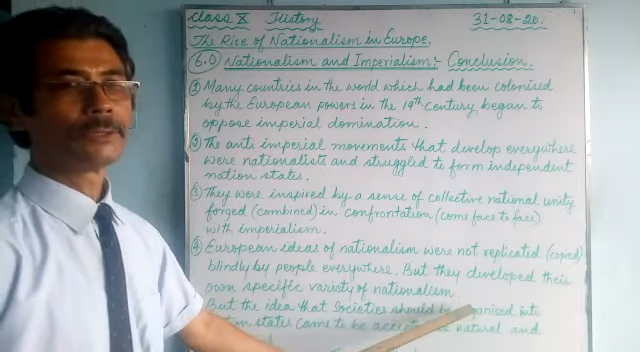 Class X History 31-08-20.
The Rise of Nationalism in Europe.
6.0 Nationalism and Imperialism:- Conclusion.
① Many countries in the world which had been colonised
by the European powers in the 19th century began to
oppose imperial domination.
② The anti imperial movements that develop everywhere
were nationalists and struggled to form independent
nation states.
③ They were inspired by a sense of collective national unity
forged (combined) in confrontation (come face to face)
with imperialism.
④ European ideas of nationalism were not replicated (copied)
blindly by people everywhere. But they developed their
own specific variety of nationalism.
But the idea that Societies should be organised into
states came to be natural and